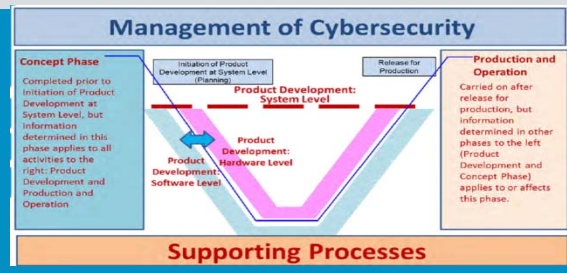 Management of Cybersecurity
Concept Phase
Completed prior to
Initiation of Product
Development at
System Level, but
information
determined in this
phase applies to all
activities to the
right: Product
Development and
Production and
Operation
Initiation of Product
Development at System Level
(Planning)
Release for
Production
Product Development:
System Level
Product
Development:
Hardware Level
Product
Development:
Software Level
Production and
Operation
Carried on after
release for
production, but
information
determined in other
phases to the left
(Product
Development and
Concept Phase)
applies to or affects
this phase.
Supporting Processes